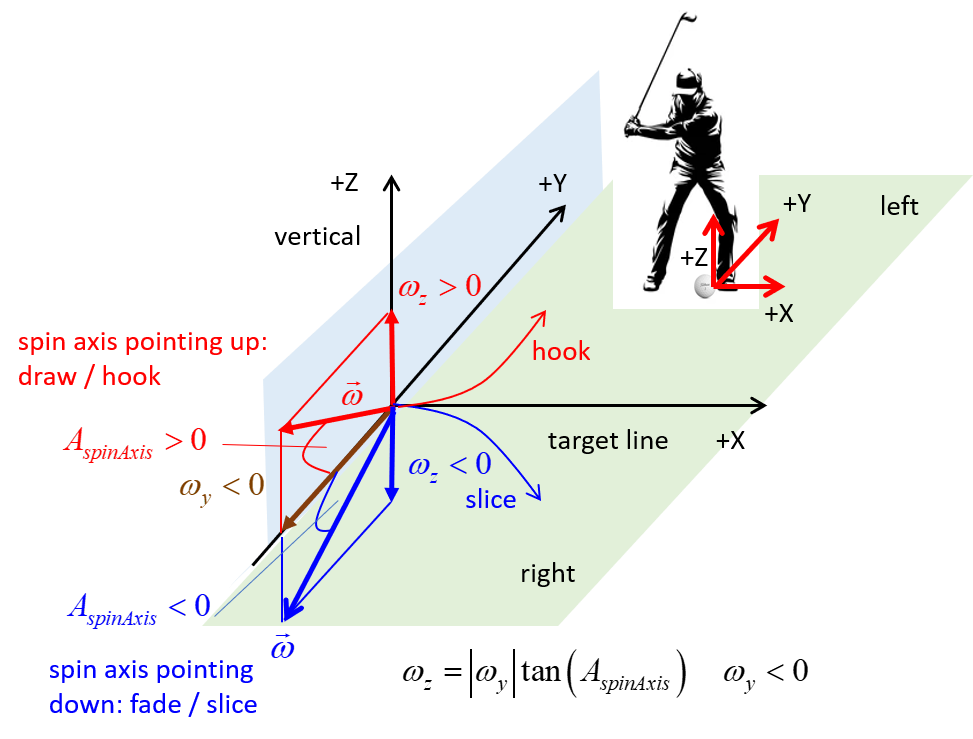 +Z
+Y
vertical
left
+Y
+Z
+X
ω_z > 0
spin axis pointing up:
draw / hook
hook
ω⃗
A_spinAxis > 0
target line
+X
ω_y < 0
ω_z < 0
slice
right
A_spinAxis < 0
ω⃗
spin axis pointing
down: fade / slice
ω_z = |ω_y| tan(A_spinAxis)   ω_y < 0